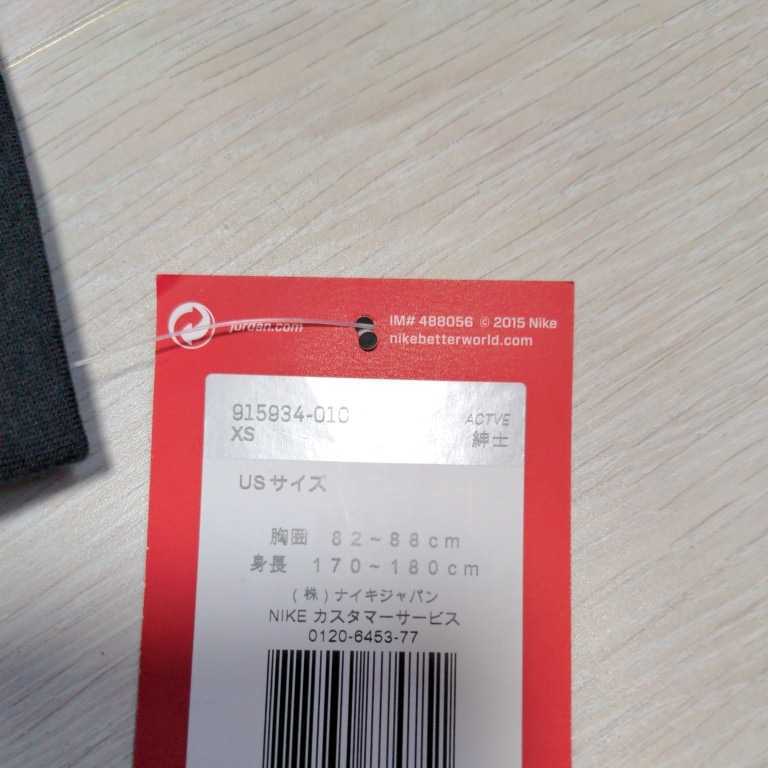 jordan.com
IM# 488056 © 2015 Nike
nikebetterworld.com
915934-010
ACTVE
XS
紳士
USサイズ
胸囲 82~88cm
身長 170~180cm
(株)ナイキジャパン
NIKE カスタマーサービス
0120-6453-77